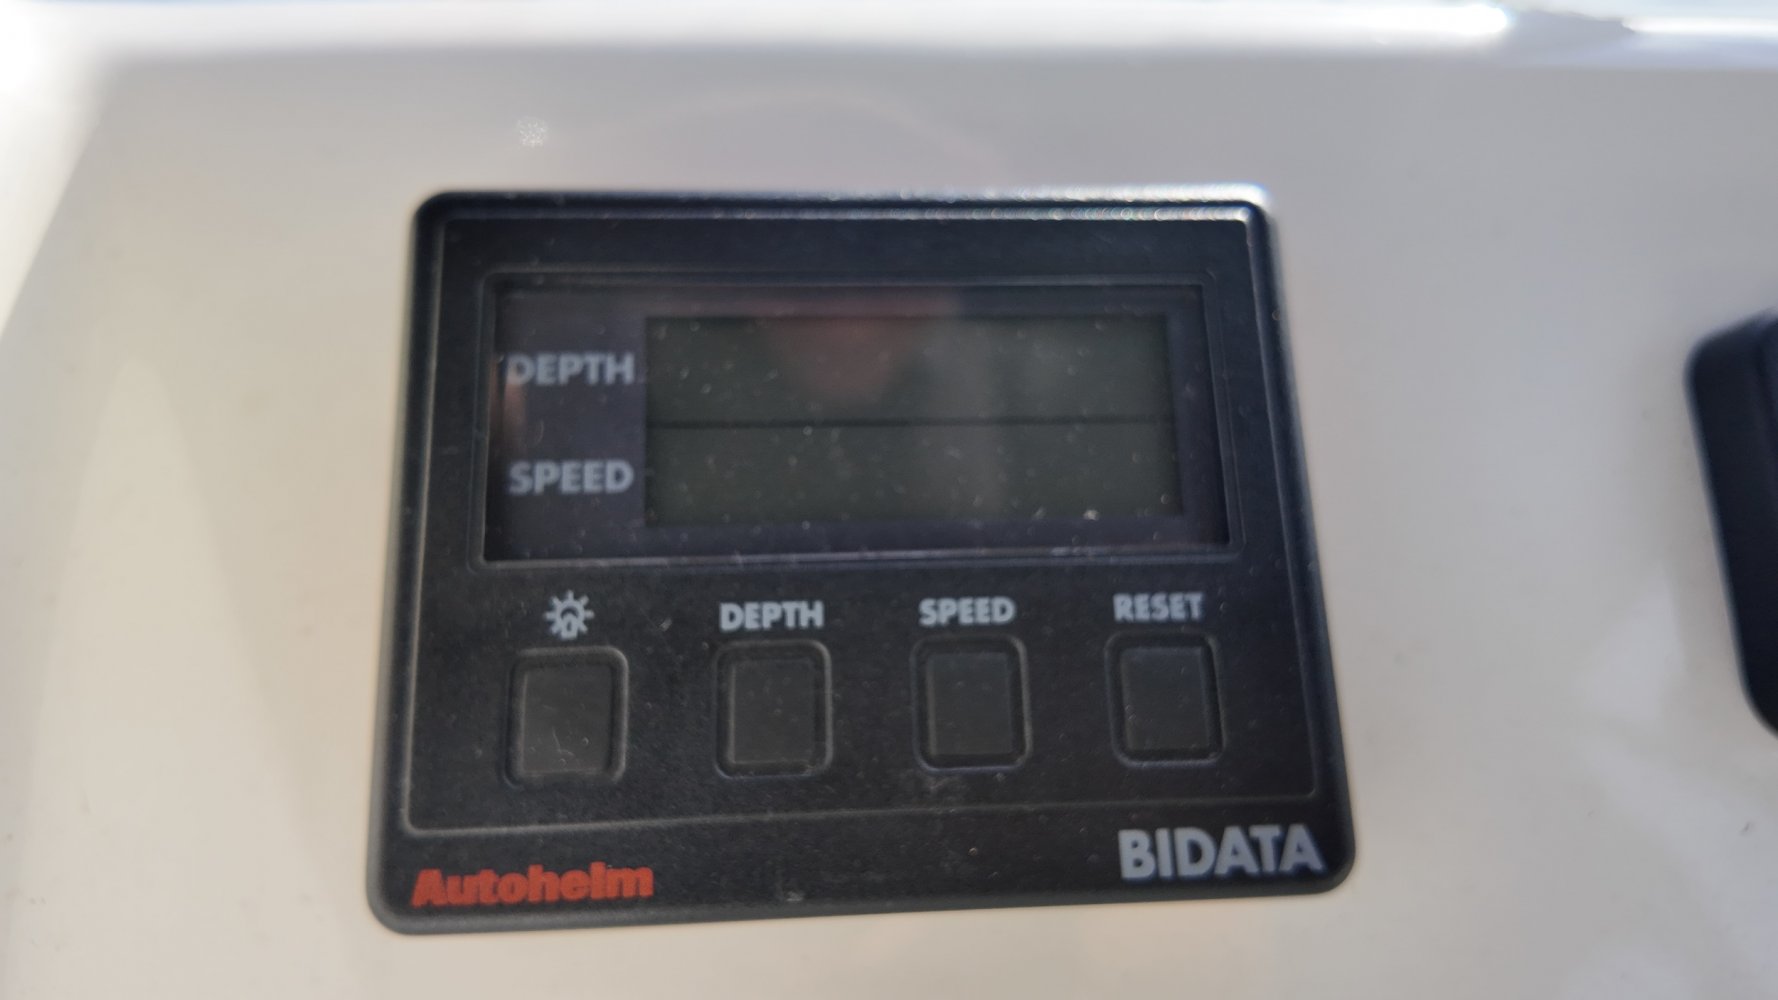 DEPTH
SPEED
DEPTH SPEED RESET
Autohelm BIDATA